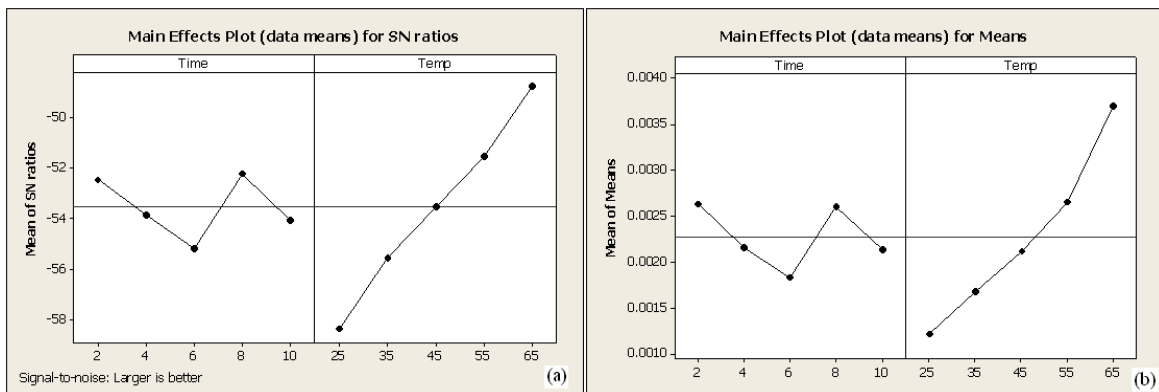 Main Effects Plot (data means) for SN ratios
Time Temp
Mean of SN ratios
-50
-52
-54
-56
-58
2 4 6 8 10 25 35 45 55 65
Signal-to-noise: Larger is better
(a)
Main Effects Plot (data means) for Means
Time Temp
Mean of Means
0.0040
0.0035
0.0030
0.0025
0.0020
0.0015
0.0010
2 4 6 8 10 25 35 45 55 65
(b)